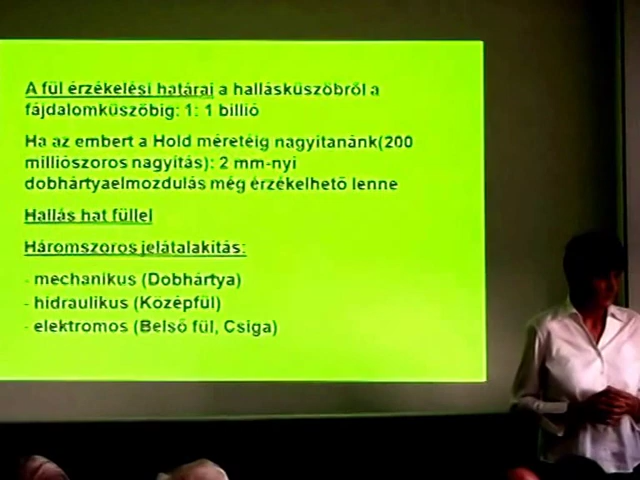 A fül érzékelési határai a hallásküszöbről a
fájdalomküszöbig: 1: 1 billió
Ha az embert a Hold méretéig nagyítanánk(200
milliószoros nagyítás): 2 mm-nyi
dobhártyaelmozdulás még érzékelhető lenne
Hallás hat füllel
Háromszoros jelátalakítás:
- mechanikus (Dobhártya)
- hidraulikus (Középfül)
- elektromos (Belső fül, Csiga)